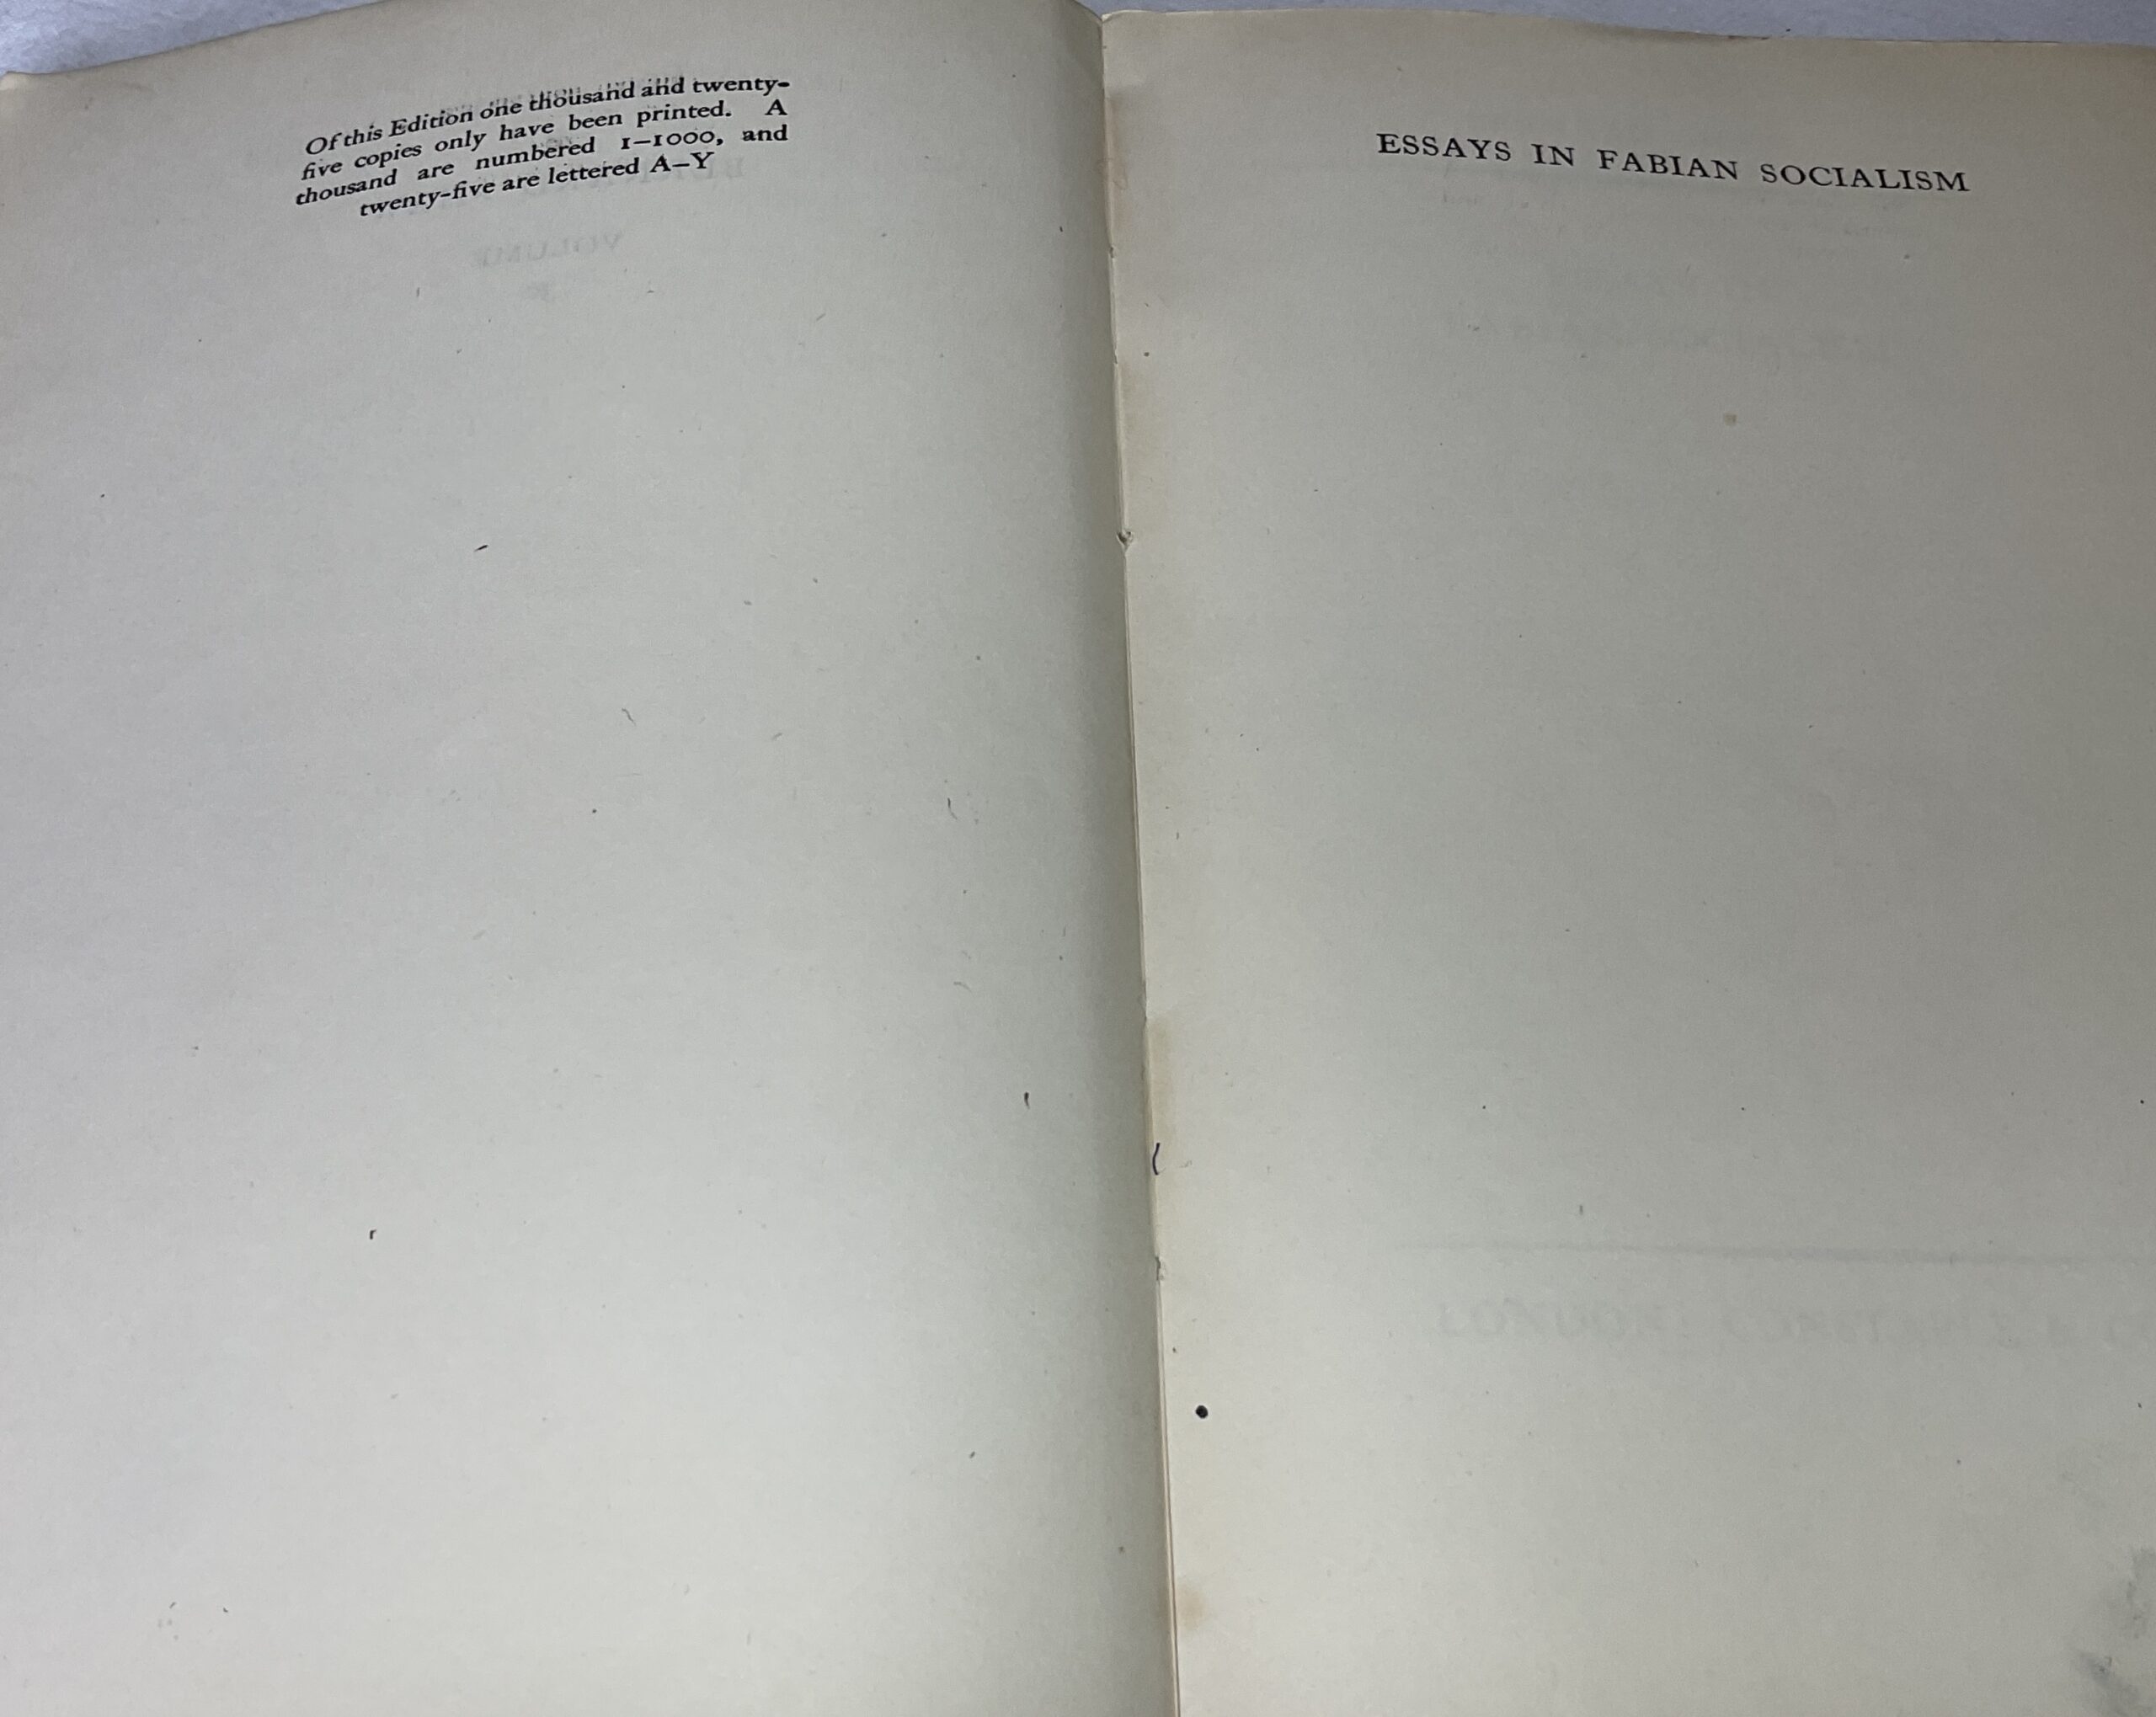 Of this Edition one thousand and twenty-
five copies only have been printed. A
thousand are numbered 1–1000, and
twenty-five are lettered A–Y
ESSAYS IN FABIAN SOCIALISM